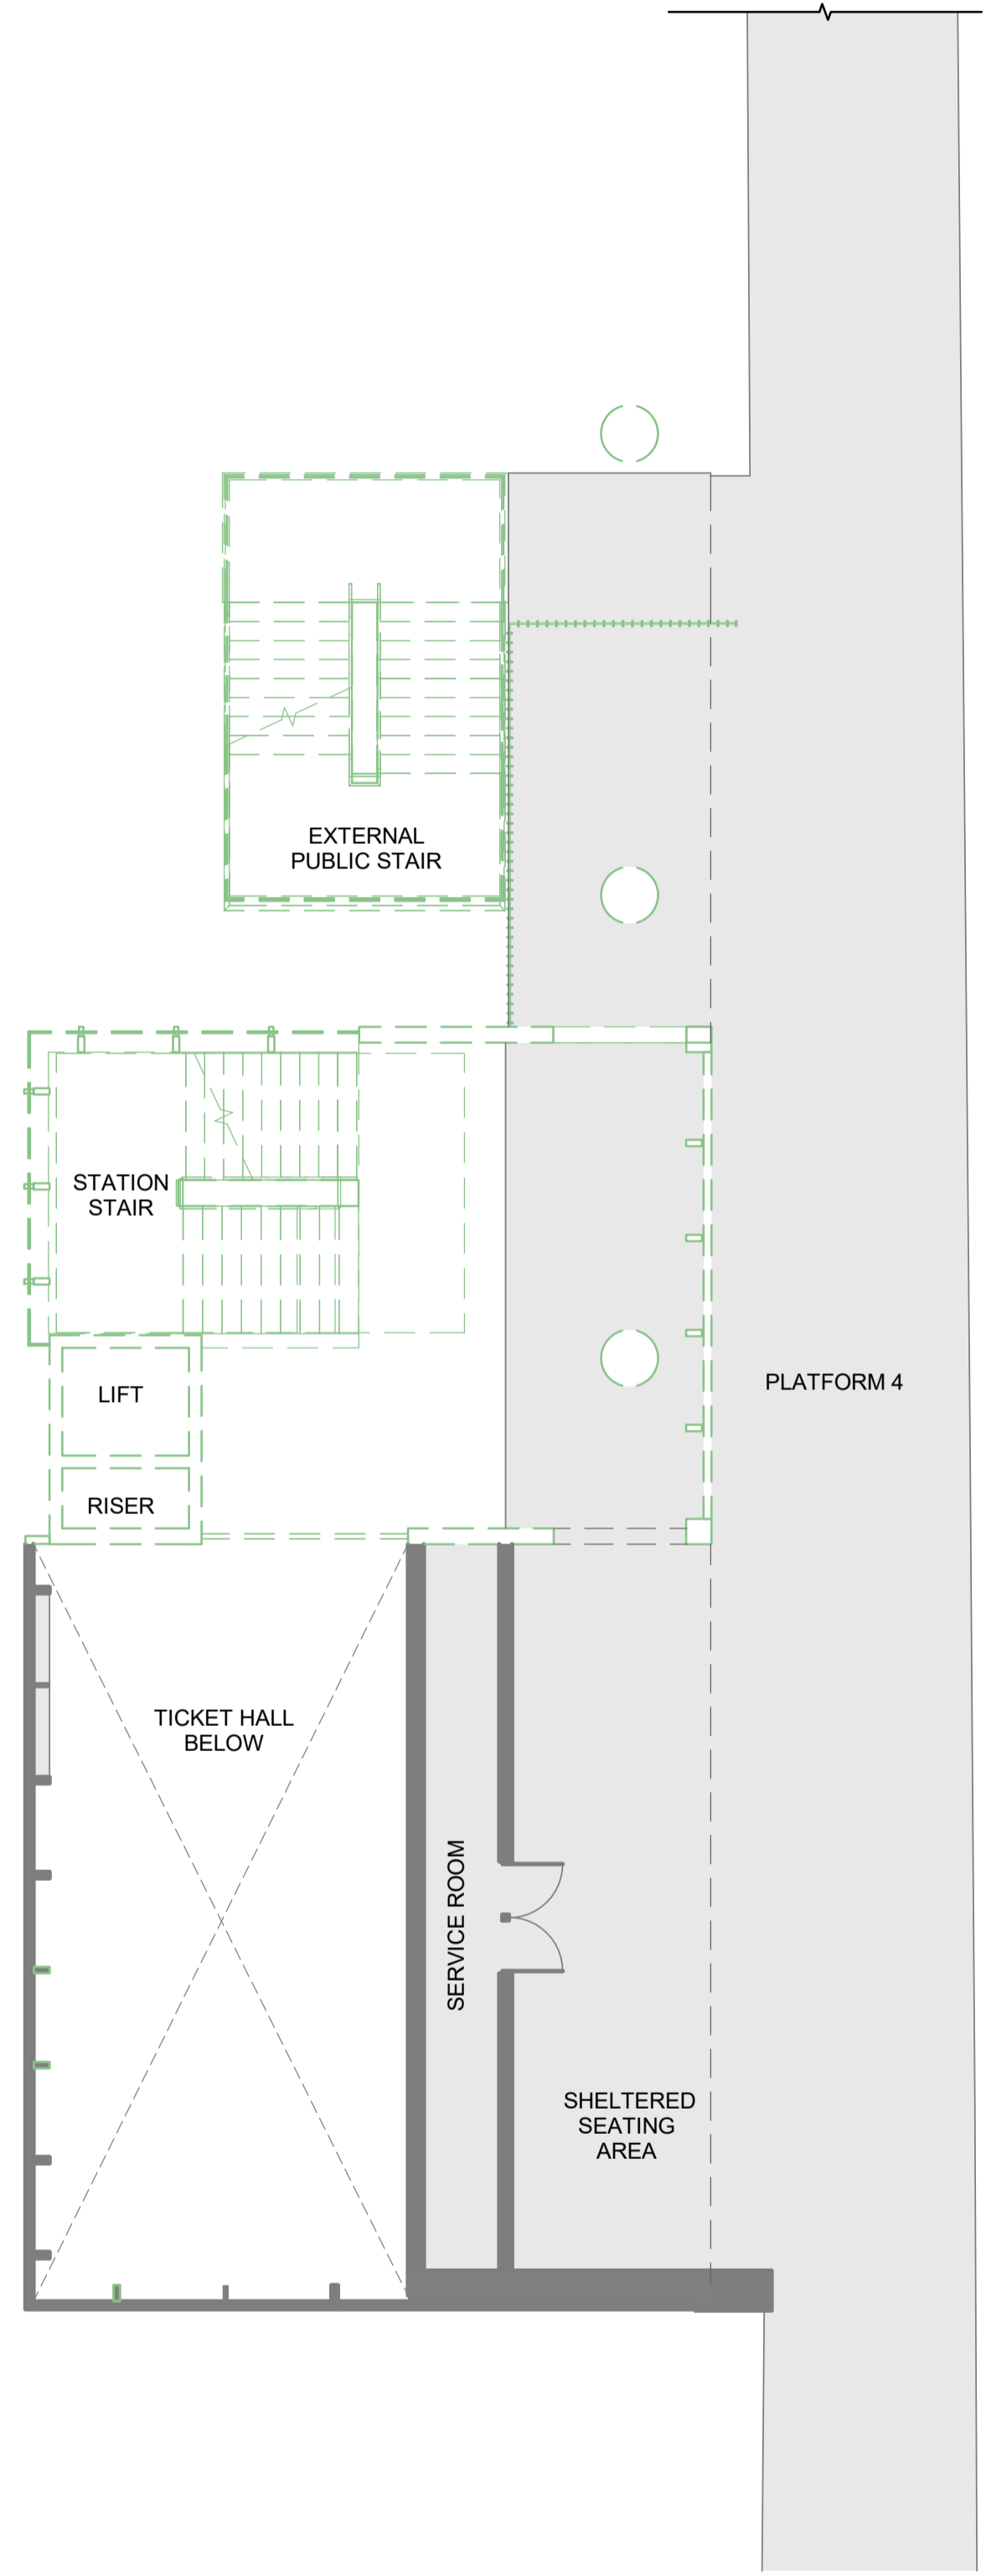 EXTERNAL
PUBLIC STAIR
STATION
STAIR
LIFT
PLATFORM 4
RISER
TICKET HALL
BELOW
SERVICE ROOM
SHELTERED
SEATING
AREA